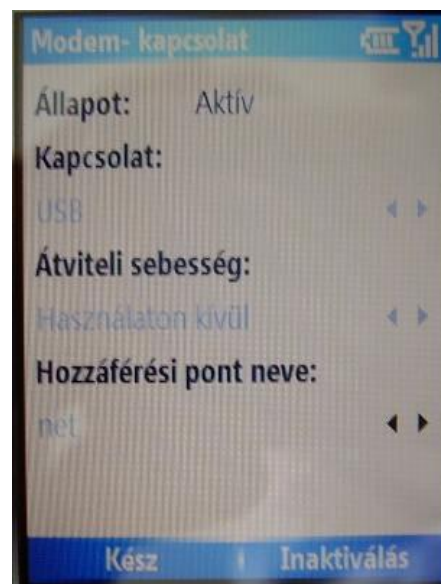 Modem- kapcsolat
Állapot: Aktív
Kapcsolat:
USB
Átviteli sebesség:
Használaton kívül
Hozzáférési pont neve:
net
Kész Inaktiválás